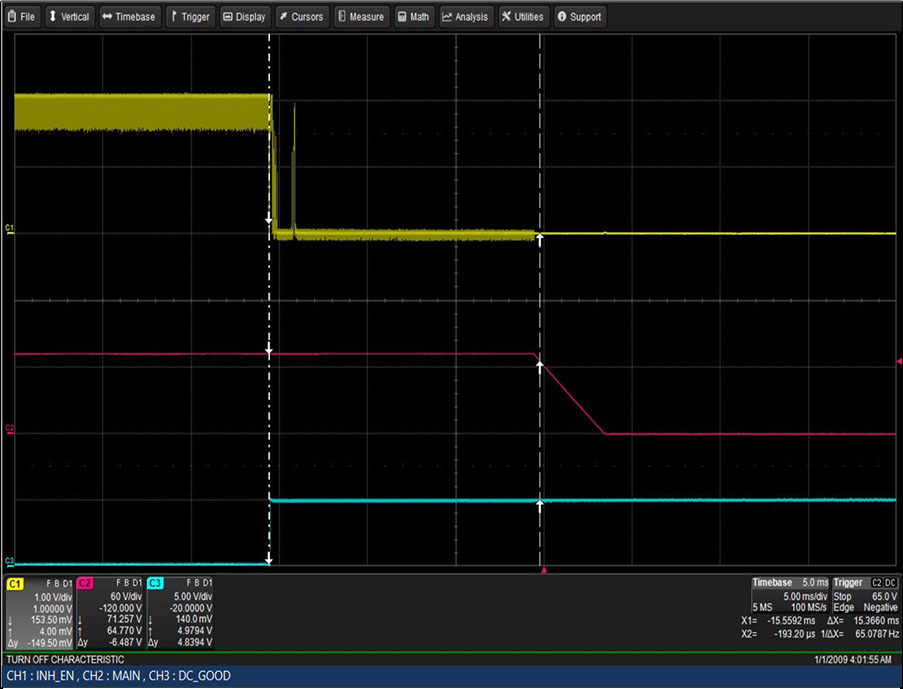 File Vertical Timebase Trigger Display Cursors Measure Math Analysis Utilities Support
C1
C2
C3
C1 F B D1 C2 F B D1 C3 F B D1 Timebase 5.0 ms Trigger C2 DC
1.00 V/div 60 V/div 5.00 V/div 5.00 ms/div Stop 65.0 V
1.00000 V -120.000 V -20.0000 V 5 MS 100 MS/s Edge Negative
↓ 153.50 mV ↓ 71.257 V ↓ 140.0 mV X1= -15.5592 ms ΔX= 15.3660 ms
↑ 4.00 mV ↑ 64.770 V ↑ 4.9794 V X2= -193.20 µs 1/ΔX= 65.0787 Hz
Δy -149.50 mV Δy -6.487 V Δy 4.8394 V
TURN OFF CHARACTERISTIC 1/1/2009 4:01:55 AM
CH1 : INH_EN , CH2 : MAIN , CH3 : DC_GOOD